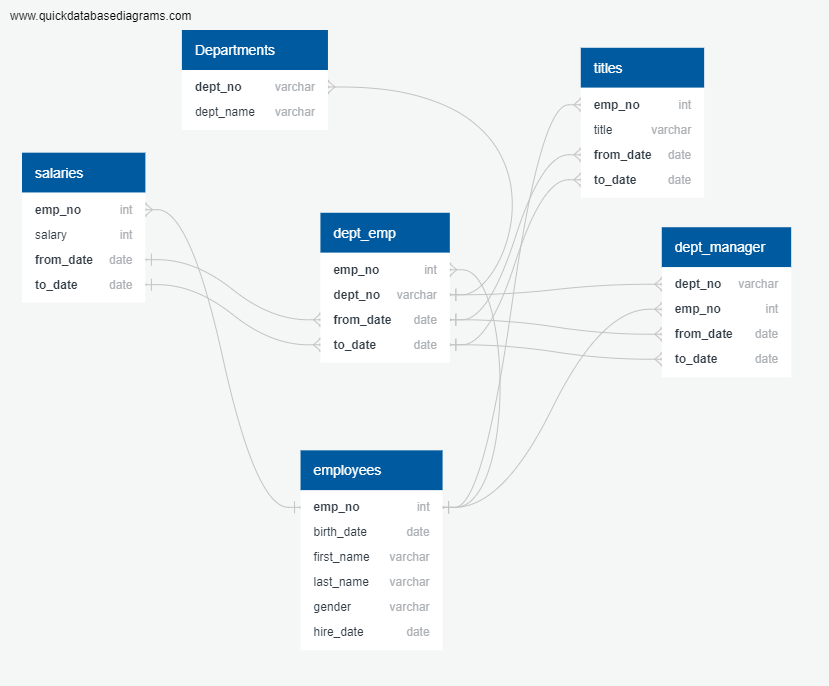 www.quickdatabasediagrams.com
Departments
dept_no varchar
dept_name varchar
titles
emp_no int
title varchar
from_date date
to_date date
salaries
emp_no int
salary int
from_date date
to_date date
dept_emp
emp_no int
dept_no varchar
from_date date
to_date date
dept_manager
dept_no varchar
emp_no int
from_date date
to_date date
employees
emp_no int
birth_date date
first_name varchar
last_name varchar
gender varchar
hire_date date